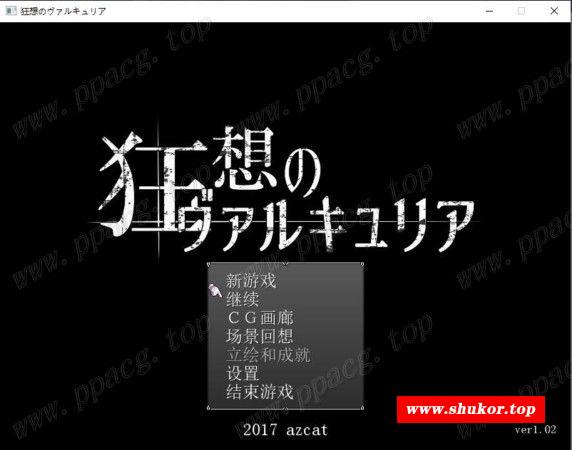 狂想のヴァルキュリア
狂想の
ヴァルキュリア
新游戏
继续
ＣＧ画廊
场景回想
立绘和成就
设置
结束游戏
www.shukor.top
2017 azcat
ver1.02
www.ppacg.top
www.ppacg.top
www.ppacg.top
www.ppacg.top
www.ppacg.top
www.ppacg.top
www.ppacg.top